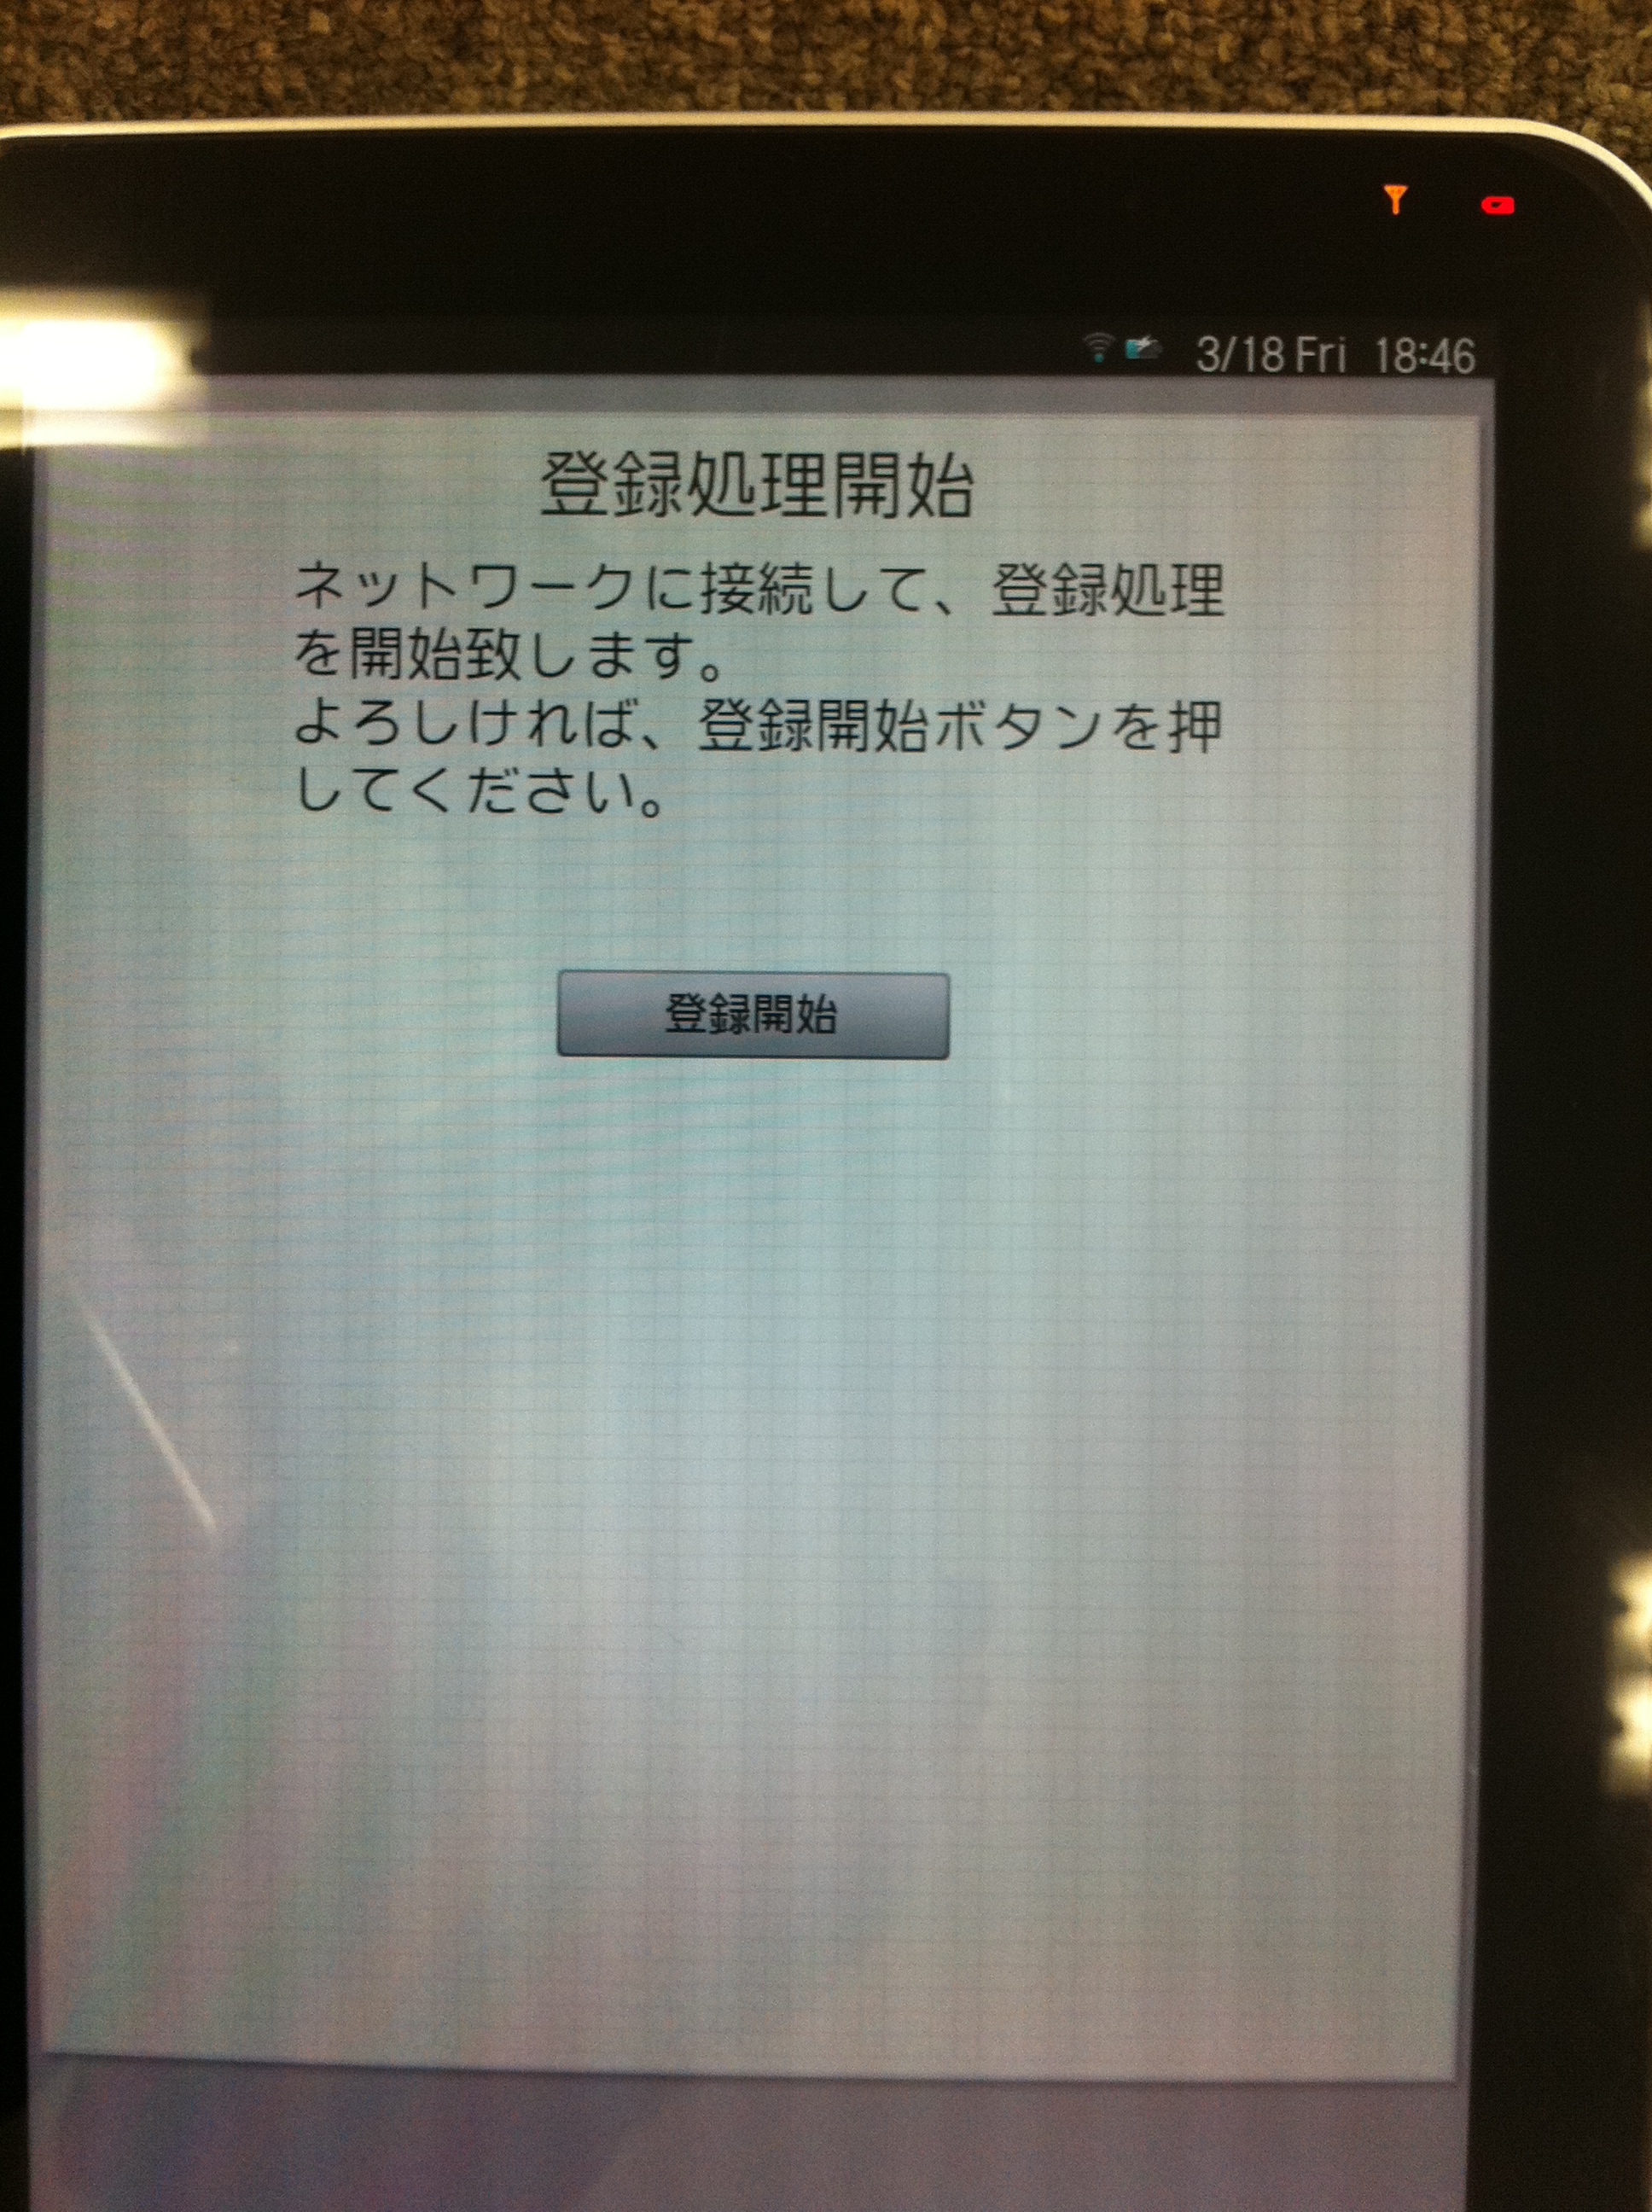 3/18 Fri 18:46
登録処理開始
ネットワークに接続して、登録処理
を開始致します。
よろしければ、登録開始ボタンを押
してください。
登録開始